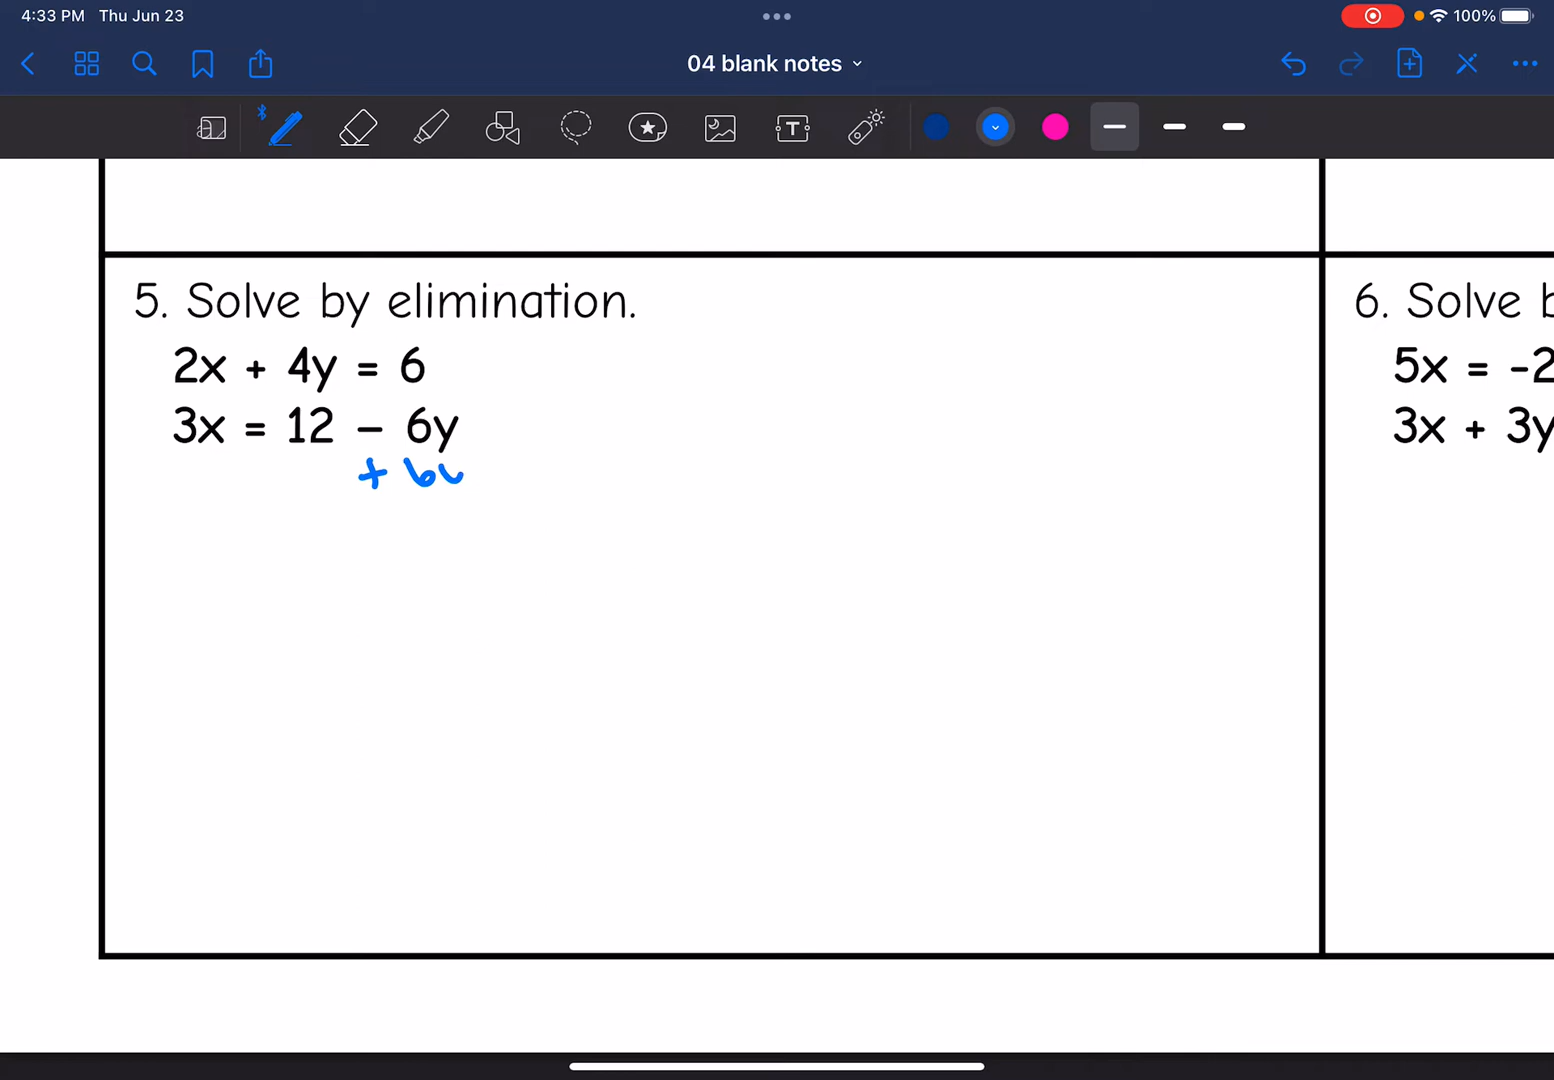 4:33 PM Thu Jun 23
100%
04 blank notes
T
5. Solve by elimination.
2x + 4y = 6
3x = 12 – 6y
+ 6
6. Solve
5x = -2
3x + 3y